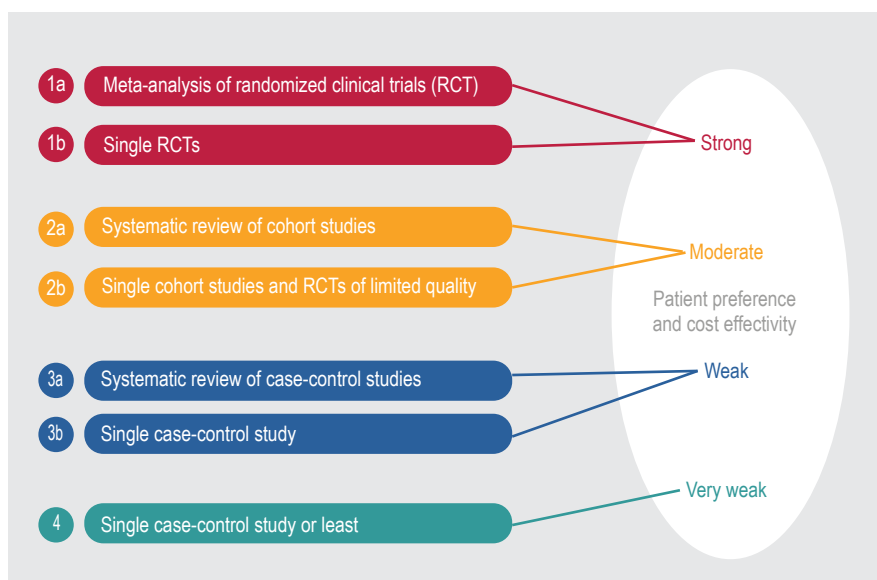 1a Meta-analysis of randomized clinical trials (RCT)
1b Single RCTs
Strong
2a Systematic review of cohort studies
Moderate
2b Single cohort studies and RCTs of limited quality
Patient preference
and cost effectivity
3a Systematic review of case-control studies
Weak
3b Single case-control study
4 Single case-control study or least
Very weak